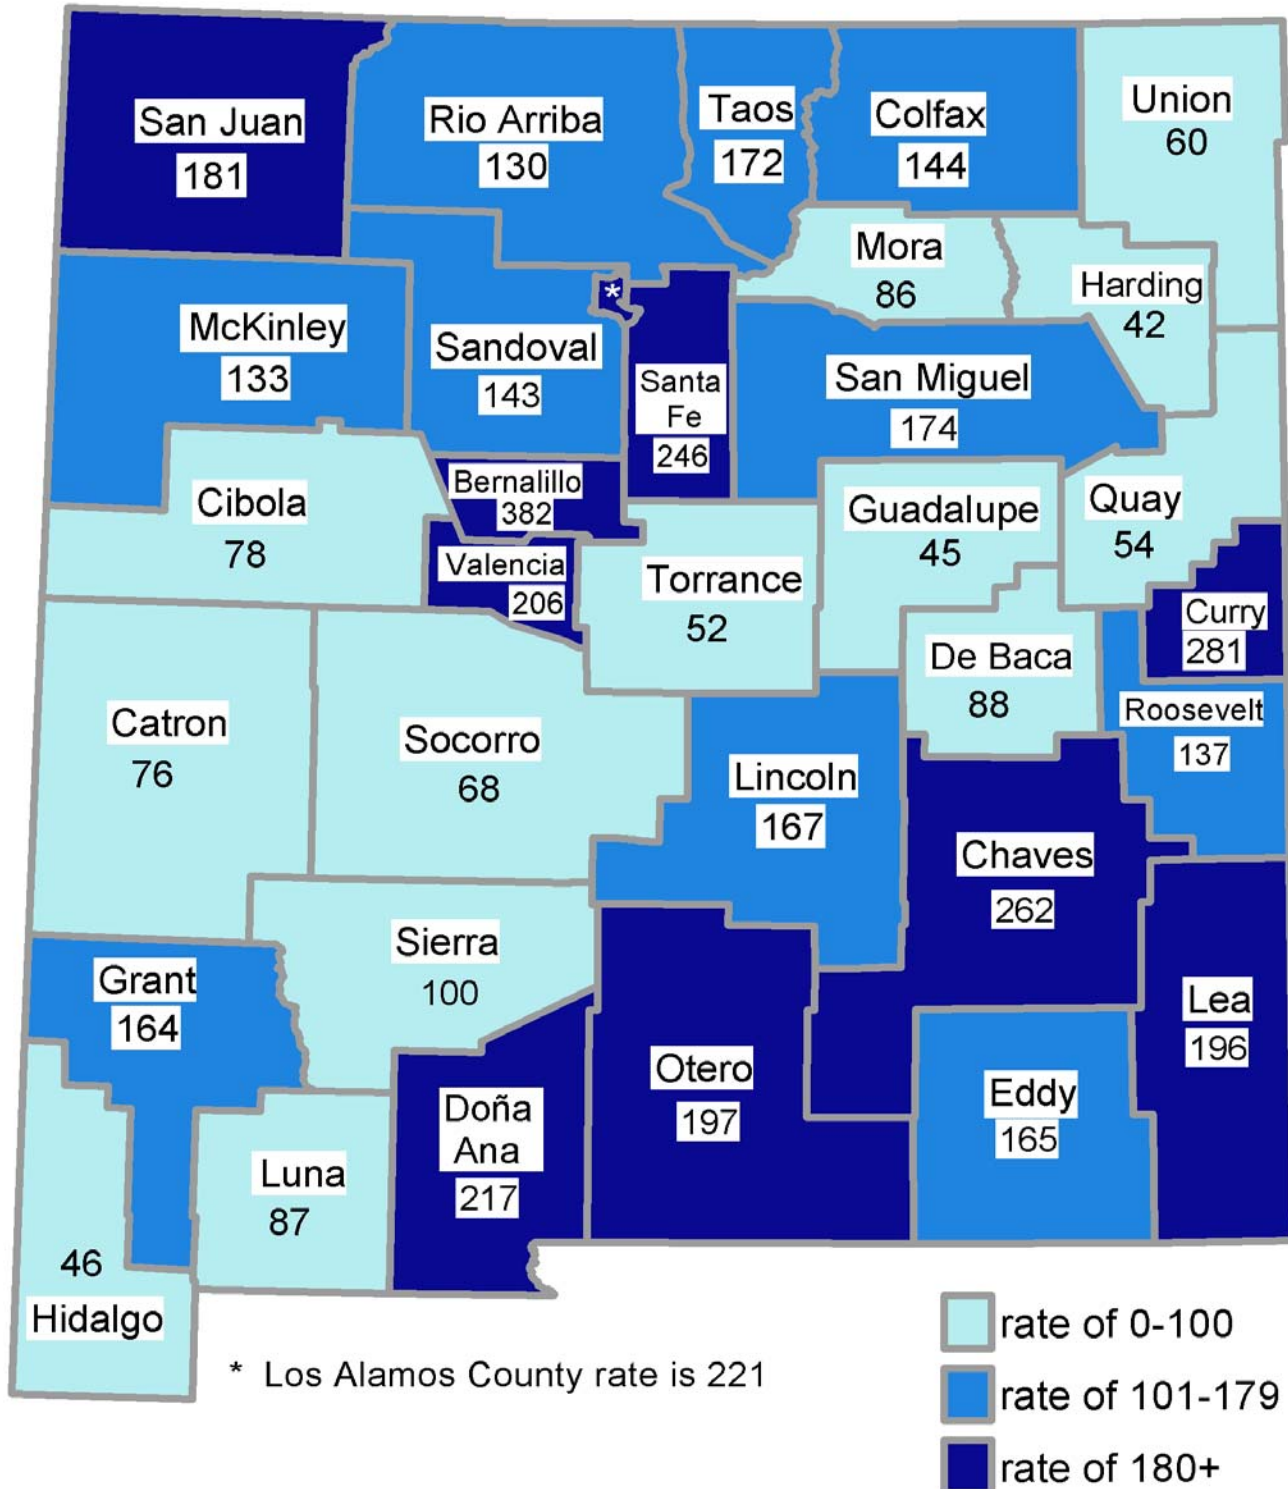 San Juan
181
Rio Arriba
130
Taos
172
Colfax
144
Union
60
Mora
86
Harding
42
McKinley
133
Sandoval
143
*
Santa
Fe
246
San Miguel
174
Bernalillo
382
Cibola
78
Valencia
206
Torrance
52
Guadalupe
45
Quay
54
Curry
281
De Baca
88
Roosevelt
137
Catron
76
Socorro
68
Lincoln
167
Chaves
262
Sierra
100
Grant
164
Lea
196
Otero
197
Eddy
165
Doña
Ana
217
Luna
87
46
Hidalgo
* Los Alamos County rate is 221
rate of 0-100
rate of 101-179
rate of 180+